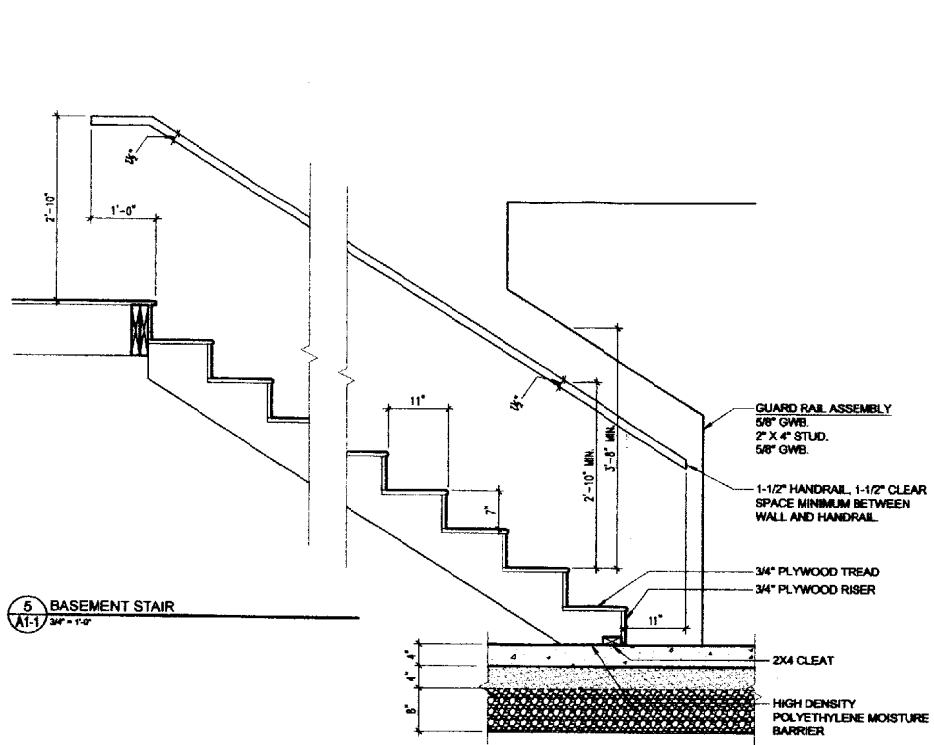 2'-10"
1'-0"
1½"
11"
7"
1½"
2'-10" MIN.
3'-8" MIN.
GUARD RAIL ASSEMBLY
5/8" GWB.
2" X 4" STUD.
5/8" GWB.
1-1/2" HANDRAIL, 1-1/2" CLEAR
SPACE MINIMUM BETWEEN
WALL AND HANDRAIL.
3/4" PLYWOOD TREAD
3/4" PLYWOOD RISER
11"
5 BASEMENT STAIR
A1-1 3/4" = 1'-0"
4"
4"
8"
2X4 CLEAT
HIGH DENSITY
POLYETHYLENE MOISTURE
BARRIER